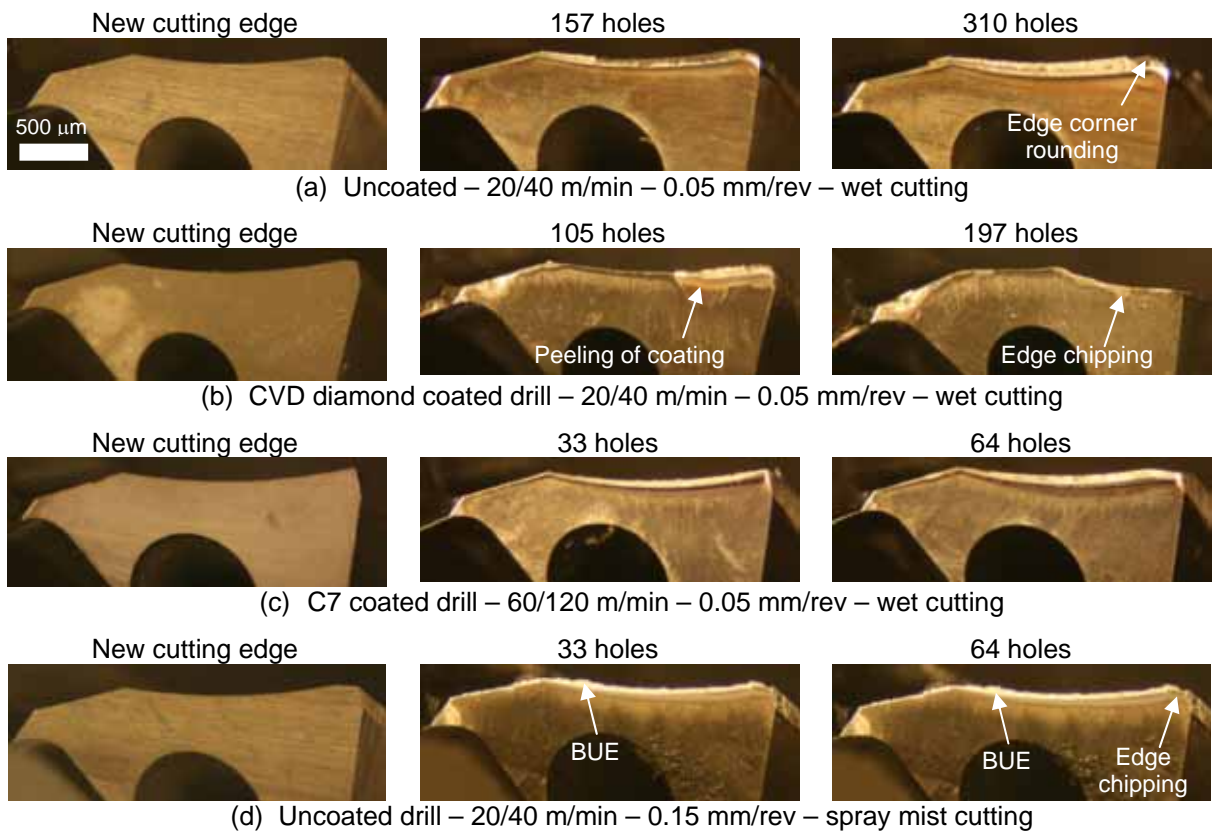 New cutting edge 157 holes 310 holes
500 μm
Edge corner
rounding
(a) Uncoated – 20/40 m/min – 0.05 mm/rev – wet cutting
New cutting edge 105 holes 197 holes
Peeling of coating
Edge chipping
(b) CVD diamond coated drill – 20/40 m/min – 0.05 mm/rev – wet cutting
New cutting edge 33 holes 64 holes
(c) C7 coated drill – 60/120 m/min – 0.05 mm/rev – wet cutting
New cutting edge 33 holes 64 holes
BUE
BUE
Edge
chipping
(d) Uncoated drill – 20/40 m/min – 0.15 mm/rev – spray mist cutting